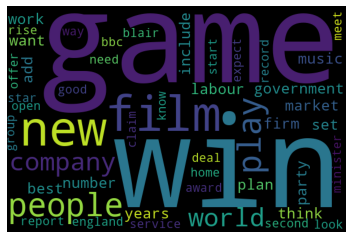 game
win
film
new
play
people
company
world
work
rise
want
add
offer
star
open
group
way
bbc
blair
need
good
include
start
expect
record
music
meet
labour
government
market
firm
set
know
claim
deal
home
award
plan
party
minister
best
number
years
think
report
england
service
second
look